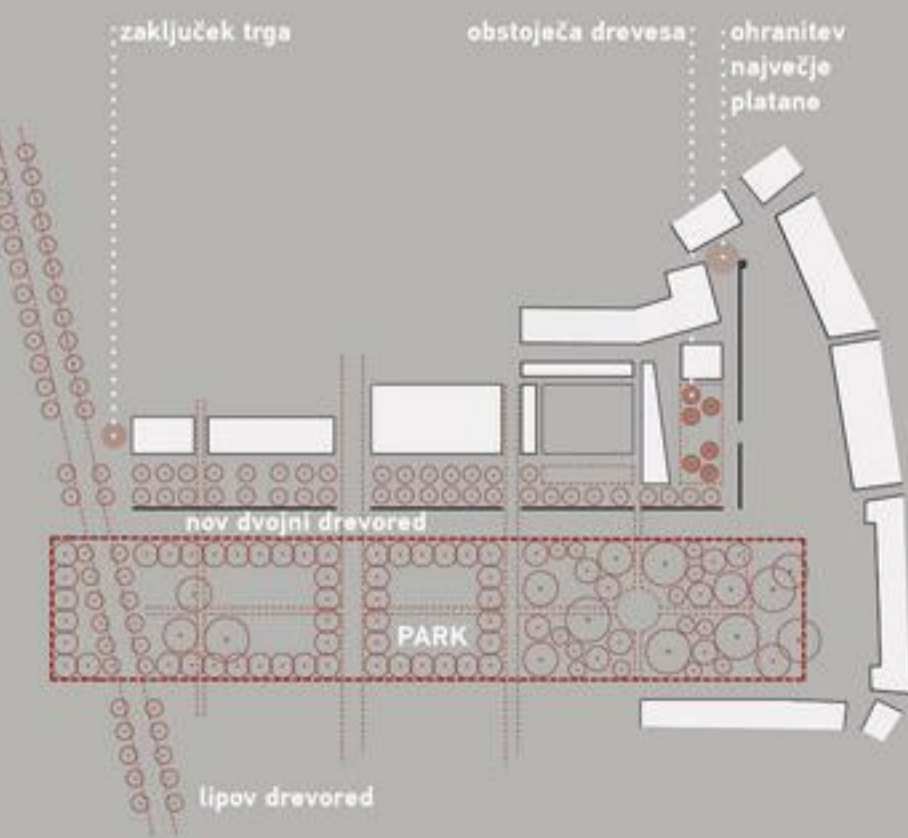 zaključek trga
obstoječa drevesa
ohranitev
največje
platane
nov dvojni drevored
PARK
lipov drevored